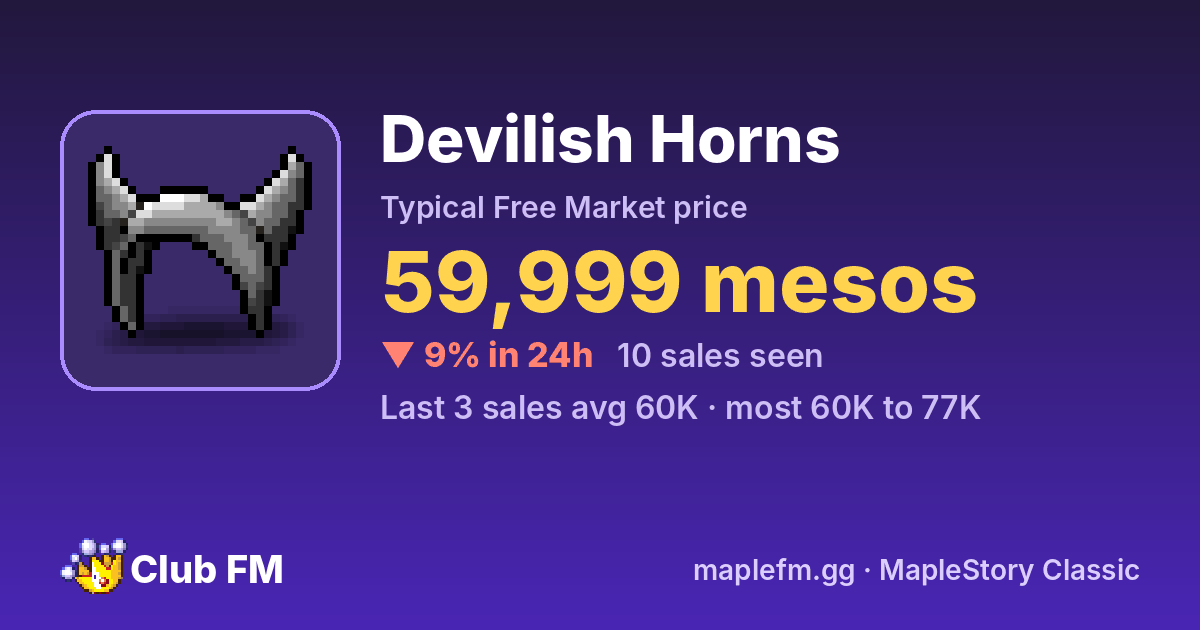 Devilish Horns
Typical Free Market price
59,999 mesos
▼ 9% in 24h 10 sales seen
Last 3 sales avg 60K · most 60K to 77K
Club FM
maplefm.gg · MapleStory Classic